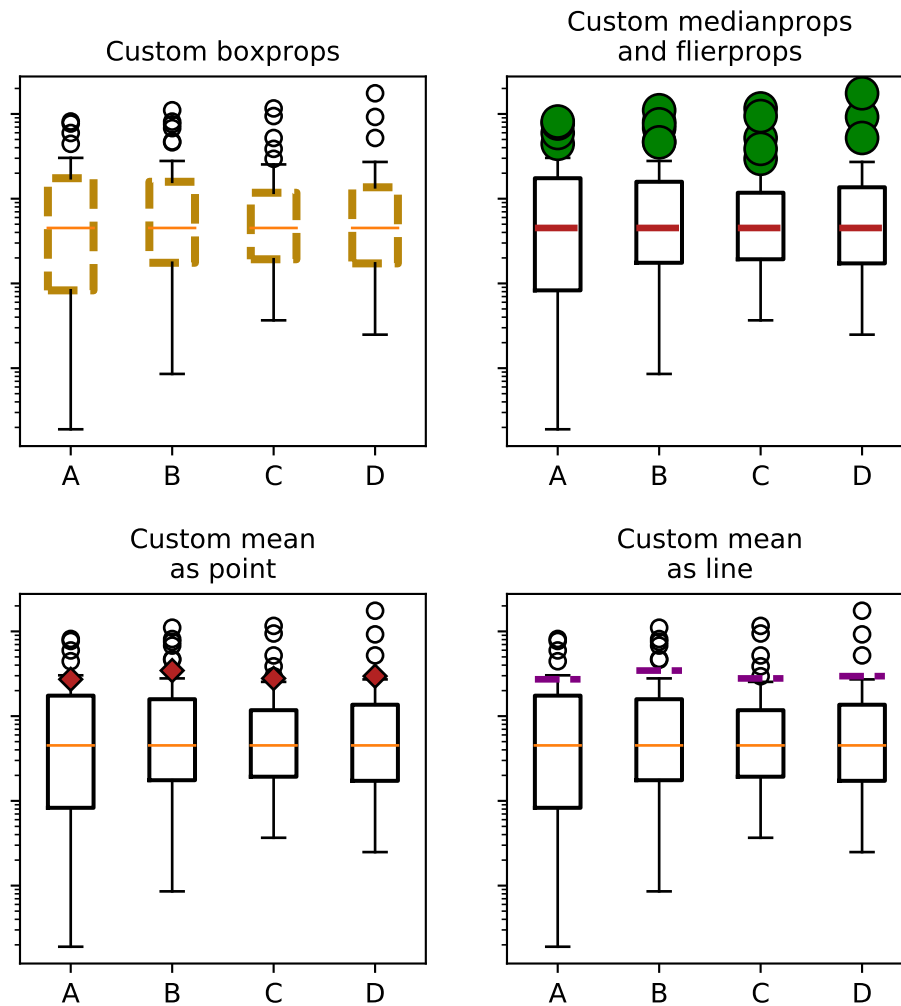 Custom boxprops
Custom medianprops
and flierprops
A B C D
A B C D
Custom mean
as point
Custom mean
as line
A B C D
A B C D